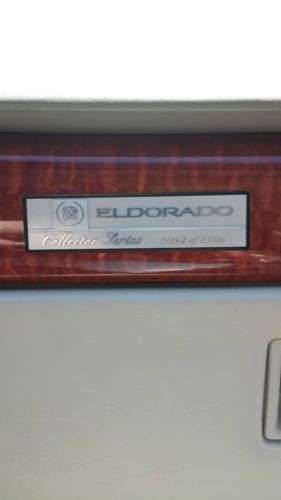 ELDORADO
Collector Series 1084 of 1596